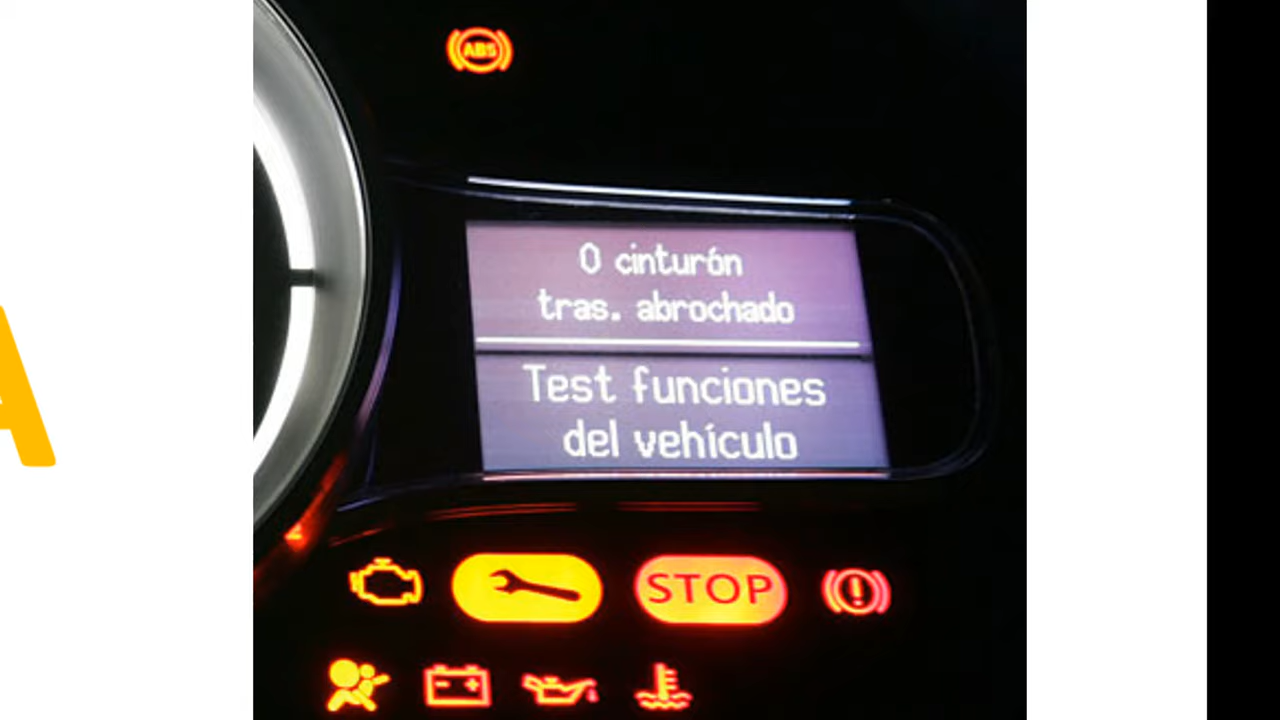 A
ABS
0 cinturón
tras. abrochado
Test funciones
del vehículo
STOP